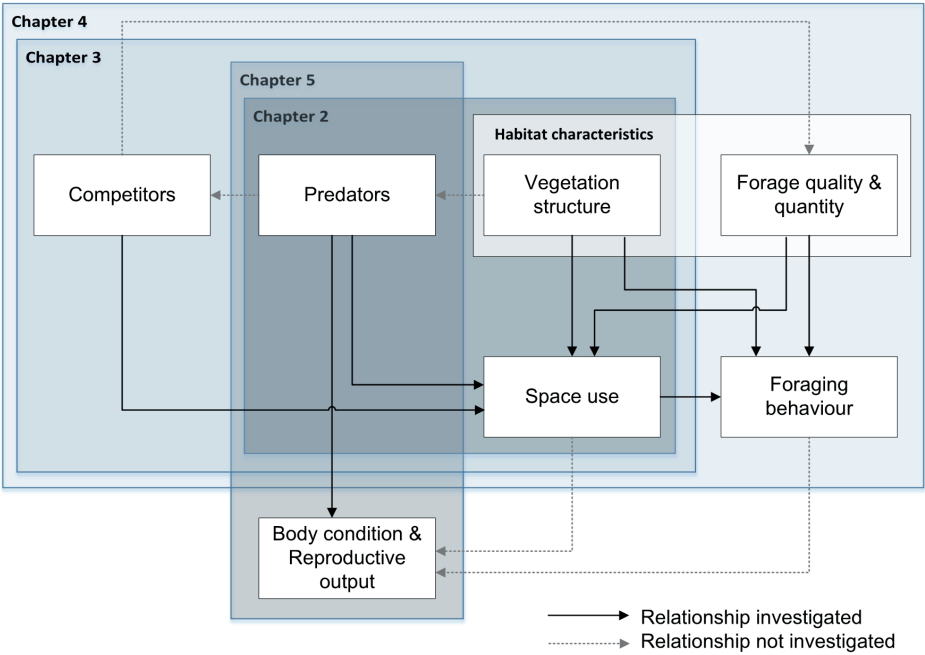 Chapter 4
Chapter 3
Chapter 5
Chapter 2
Habitat characteristics
Competitors
Predators
Vegetation
structure
Forage quality &
quantity
Space use
Foraging
behaviour
Body condition &
Reproductive
output
Relationship investigated
Relationship not investigated